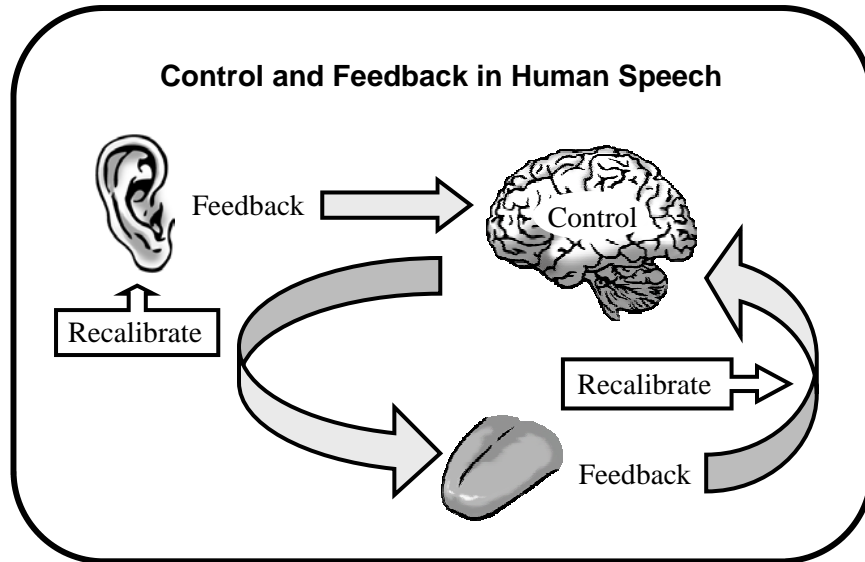 Control and Feedback in Human Speech
Feedback
Control
Recalibrate
Recalibrate
Feedback